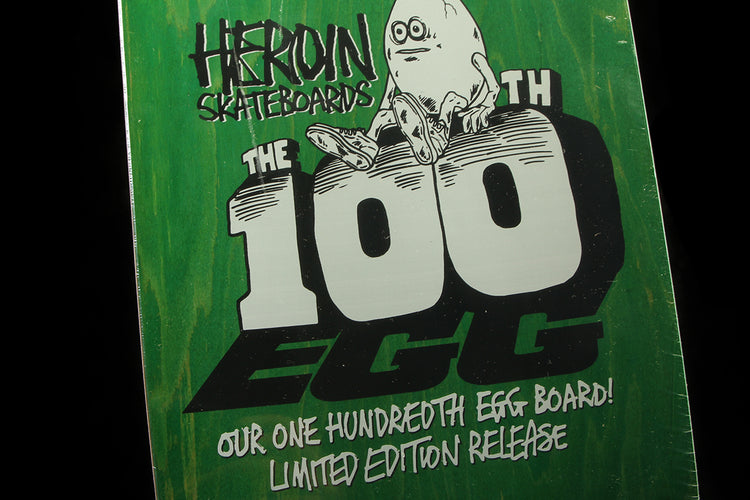 HEROIN
SKATEBOARDS
THE
100TH
EGG
OUR ONE HUNDREDTH EGG BOARD!
LIMITED EDITION RELEASE